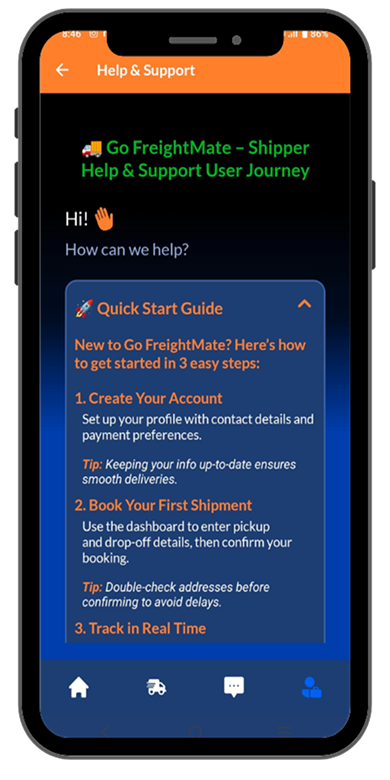 8:46
86%
Help & Support
Go FreightMate – Shipper
Help & Support User Journey
Hi!
How can we help?
Quick Start Guide
New to Go FreightMate? Here's how
to get started in 3 easy steps:
1. Create Your Account
Set up your profile with contact details and
payment preferences.
Tip: Keeping your info up-to-date ensures
smooth deliveries.
2. Book Your First Shipment
Use the dashboard to enter pickup
and drop-off details, then confirm your
booking.
Tip: Double-check addresses before
confirming to avoid delays.
3. Track in Real Time